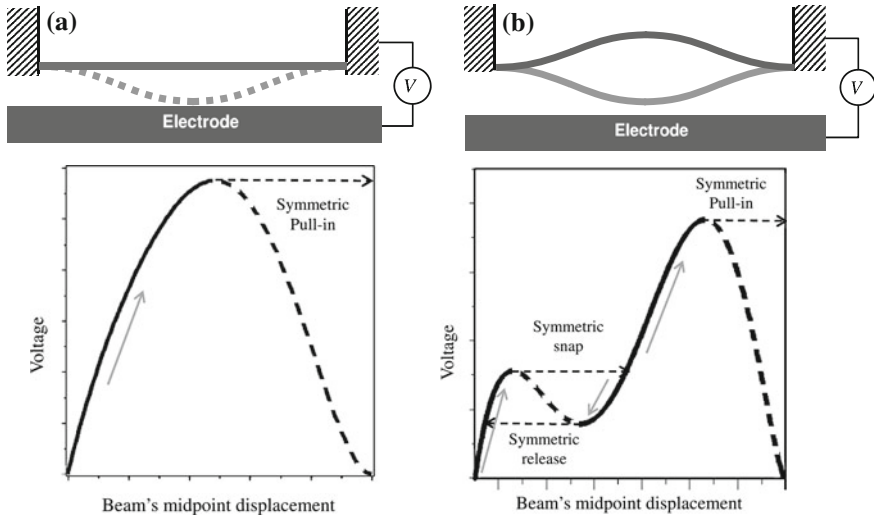 (a)
V
Electrode
Symmetric
Pull-in
Voltage
Beam's midpoint displacement
(b)
V
Electrode
Symmetric
Pull-in
Symmetric
snap
Symmetric
release
Voltage
Beam's midpoint displacement